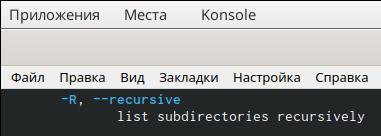 Приложения Места Konsole
Файл Правка Вид Закладки Настройка Справка
-R, --recursive
list subdirectories recursively